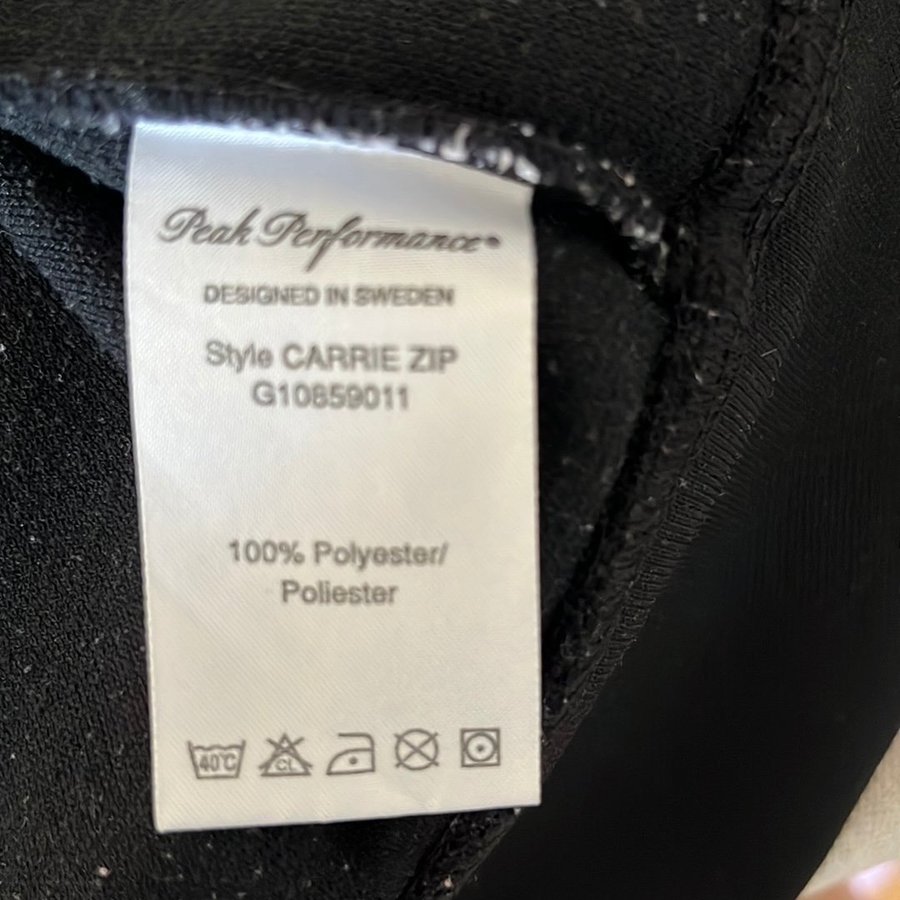 Peak Performance®
DESIGNED IN SWEDEN
Style CARRIE ZIP
G10859011
100% Polyester/
Poliester
40°C CL